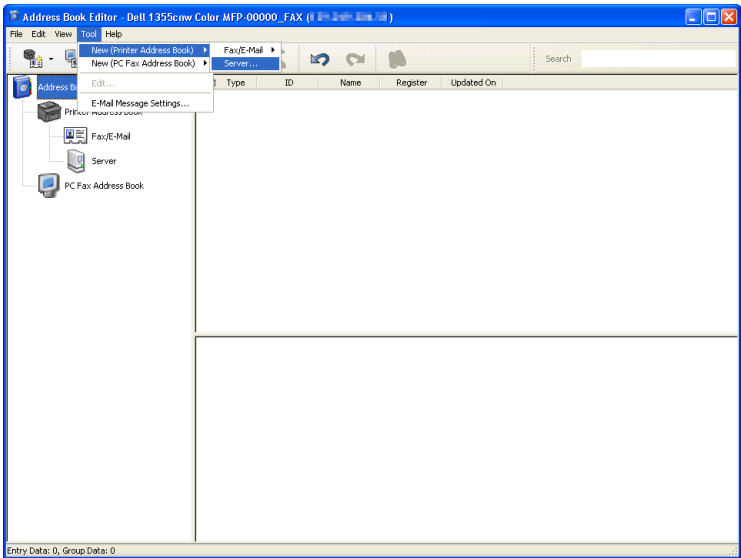 Address Book Editor - Dell 1355cnw Color MFP-00000_FAX ( )
File Edit View Tool Help
New (Printer Address Book) Fax/E-Mail
New (PC Fax Address Book) Server...
Search
Edit...
E-Mail Message Settings...
Type ID Name Register Updated On
Address Bo
Printer Address Book
Fax/E-Mail
Server
PC Fax Address Book
Entry Data: 0, Group Data: 0